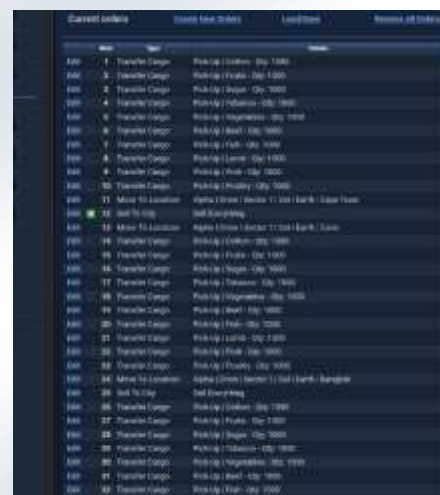 Current orders Create New Orders Load/Save Remove All Orders
Type
Edit 1 Transfer Cargo Pick-Up | Cotton - Qty: 1000
Edit 2 Transfer Cargo Pick-Up | Fruits - Qty: 1000
Edit 3 Transfer Cargo Pick-Up | Sugar - Qty: 1000
Edit 4 Transfer Cargo Pick-Up | Tobacco - Qty: 1000
Edit 5 Transfer Cargo Pick-Up | Vegetables - Qty: 1000
Edit 6 Transfer Cargo Pick-Up | Beef - Qty: 1000
Edit 7 Transfer Cargo Pick-Up | Fish - Qty: 1000
Edit 8 Transfer Cargo Pick-Up | - Qty: 1000
Edit 9 Transfer Cargo Pick-Up | - Qty: 1000
Edit 10 Transfer Cargo Pick-Up | Poultry - Qty: 1000
Edit 11 Move To Location Alpha | | Sector 1 | Sol | Earth | Cape Town
Edit 12 Sell To City Sell Everything
Edit 13 Move To Location Alpha | | Sector 1 | Sol | Earth |
Edit 14 Transfer Cargo Pick-Up | Cotton - Qty: 1000
Edit 15 Transfer Cargo Pick-Up | Fruits - Qty: 1000
Edit 16 Transfer Cargo Pick-Up | Sugar - Qty: 1000
Edit 17 Transfer Cargo Pick-Up | Tobacco - Qty: 1000
Edit 18 Transfer Cargo Pick-Up | Vegetables - Qty: 1000
Edit 19 Transfer Cargo Pick-Up | Beef - Qty: 1000
Edit 20 Transfer Cargo Pick-Up | Fish - Qty: 1000
Edit 21 Transfer Cargo Pick-Up | - Qty: 1000
Edit 22 Transfer Cargo Pick-Up | - Qty: 1000
Edit 23 Transfer Cargo Pick-Up | Poultry - Qty: 1000
Edit 24 Move To Location Alpha | | Sector 1 | Sol | Earth | Bangkok
Edit 25 Sell To City Sell Everything
Edit 26 Transfer Cargo Pick-Up | Cotton - Qty: 1000
Edit 27 Transfer Cargo Pick-Up | Fruits - Qty: 1000
Edit 28 Transfer Cargo Pick-Up | Sugar - Qty: 1000
Edit 29 Transfer Cargo Pick-Up | Tobacco - Qty: 1000
Edit 30 Transfer Cargo Pick-Up | Vegetables - Qty: 1000
Edit 31 Transfer Cargo Pick-Up | Beef - Qty: 1000
Edit 32 Transfer Cargo Pick-Up | Fish - Qty: 1000